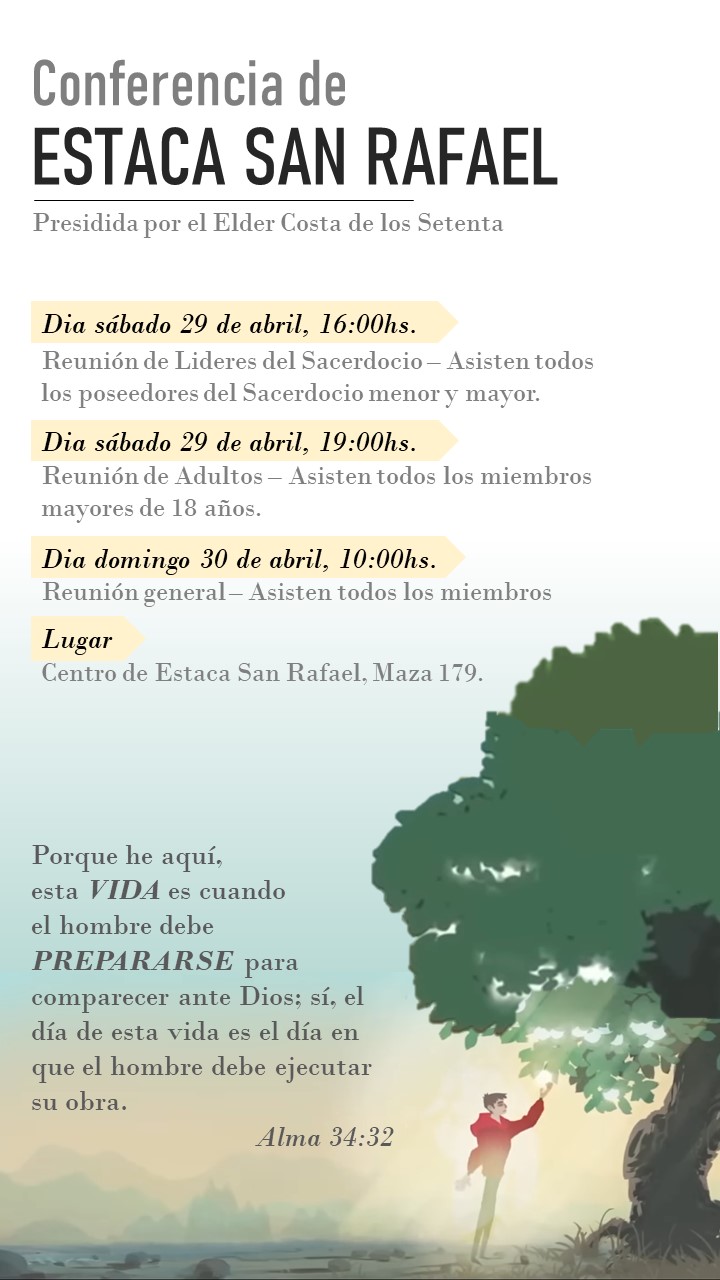 Conferencia de
ESTACA SAN RAFAEL
Presidida por el Elder Costa de los Setenta
Dia sábado 29 de abril, 16:00hs.
Reunión de Lideres del Sacerdocio – Asisten todos
los poseedores del Sacerdocio menor y mayor.
Dia sábado 29 de abril, 19:00hs.
Reunión de Adultos – Asisten todos los miembros
mayores de 18 años.
Dia domingo 30 de abril, 10:00hs.
Reunión general – Asisten todos los miembros
Lugar
Centro de Estaca San Rafael, Maza 179.
Porque he aquí,
esta VIDA es cuando
el hombre debe
PREPARARSE para
comparecer ante Dios; sí, el
día de esta vida es el día en
que el hombre debe ejecutar
su obra.
Alma 34:32